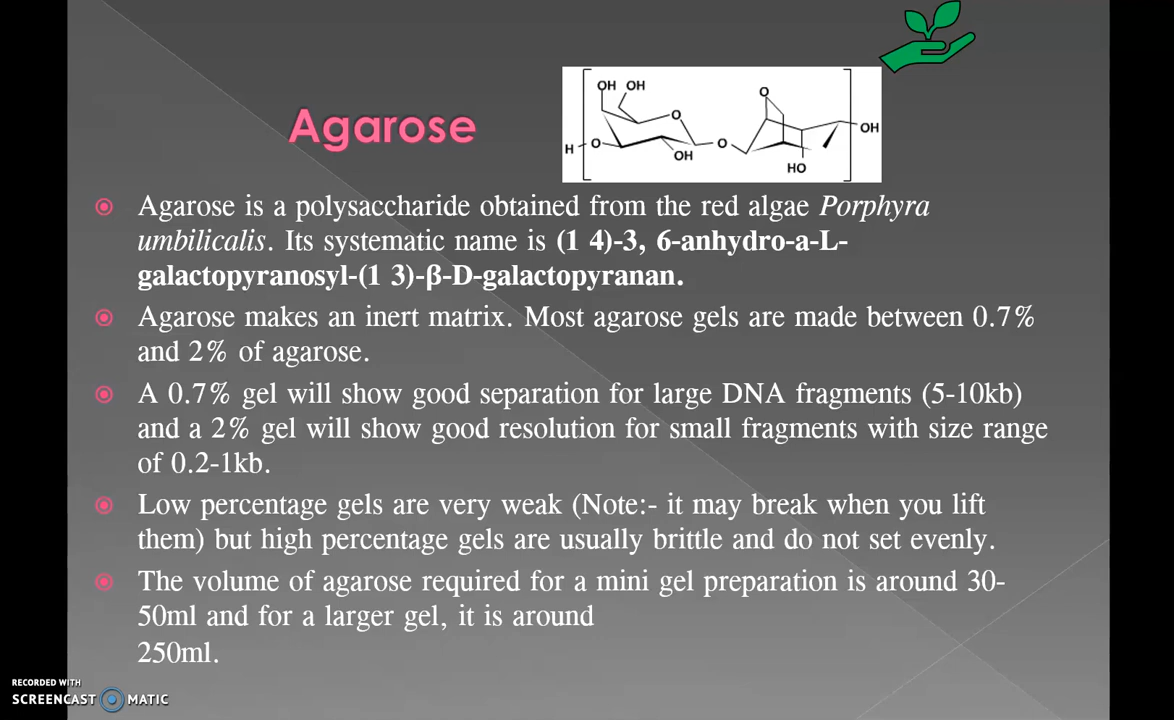 Agarose
OH OH
O
O
OH
H
O
OH
O
HO
Agarose is a polysaccharide obtained from the red algae Porphyra
umbilicalis. Its systematic name is (1 4)-3, 6-anhydro-a-L-
galactopyranosyl-(1 3)-β-D-galactopyranan.
Agarose makes an inert matrix. Most agarose gels are made between 0.7%
and 2% of agarose.
A 0.7% gel will show good separation for large DNA fragments (5-10kb)
and a 2% gel will show good resolution for small fragments with size range
of 0.2-1kb.
Low percentage gels are very weak (Note:- it may break when you lift
them) but high percentage gels are usually brittle and do not set evenly.
The volume of agarose required for a mini gel preparation is around 30-
50ml and for a larger gel, it is around
250ml.
RECORDED WITH
SCREENCAST MATIC